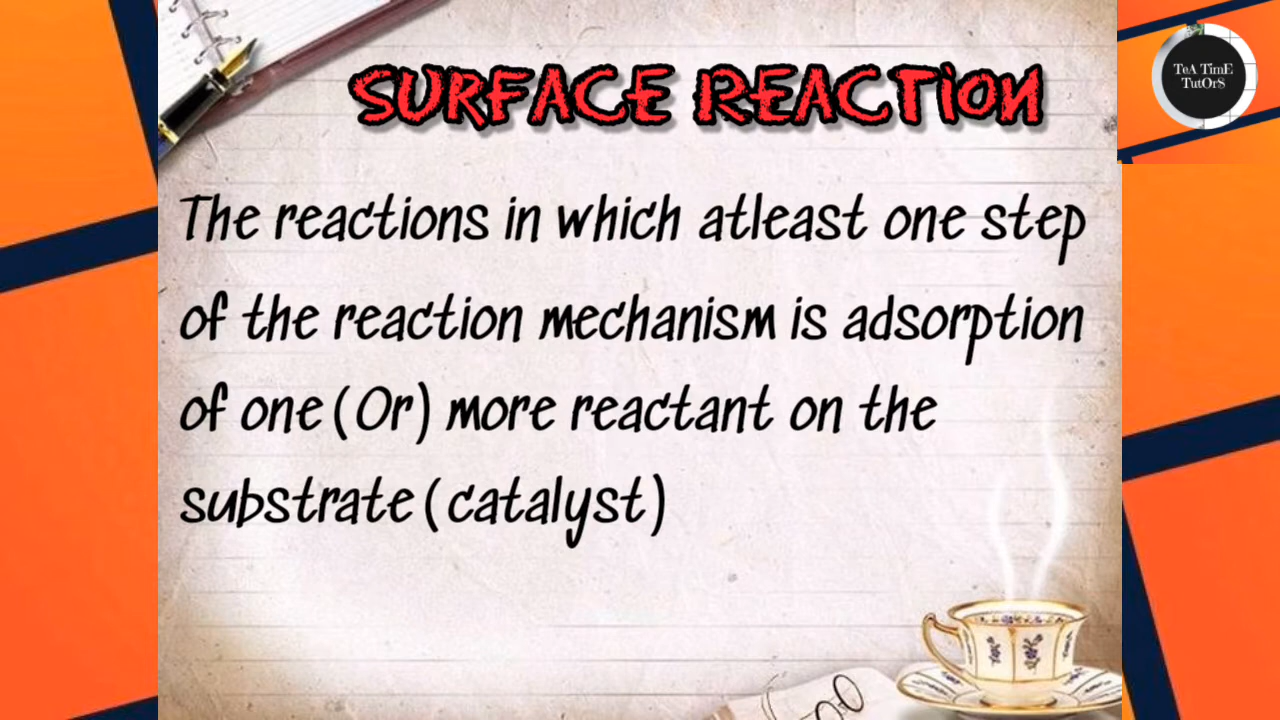 SURFACE REACTiON
TeA TimE
TutOrS
The reactions in which atleast one step
of the reaction mechanism is adsorption
of one (Or) more reactant on the
substrate (catalyst)